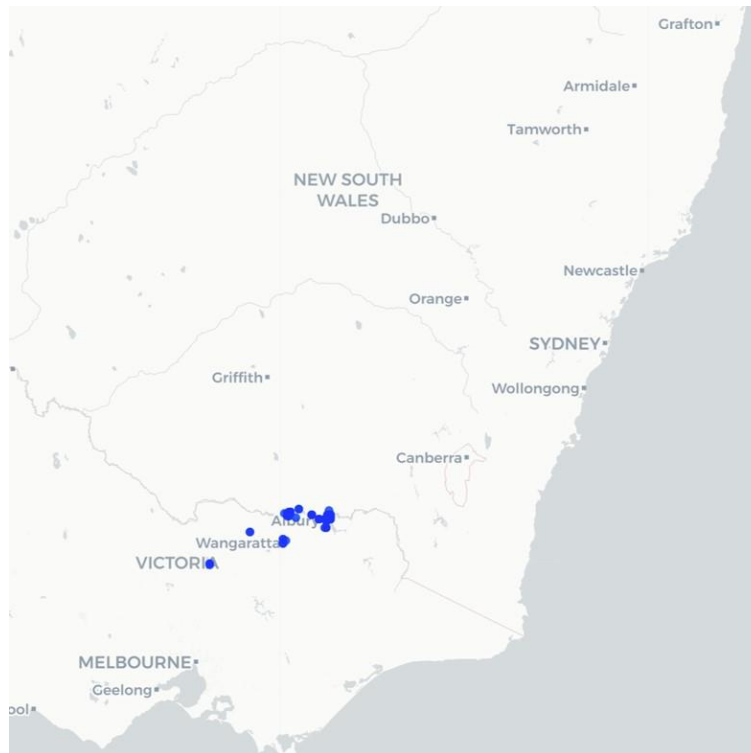 Grafton
Armidale
Tamworth
NEW SOUTH
WALES
Dubbo
Newcastle
Orange
SYDNEY
Griffith
Wollongong
Canberra
Albury
Wangaratta
VICTORIA
MELBOURNE
Geelong
ool